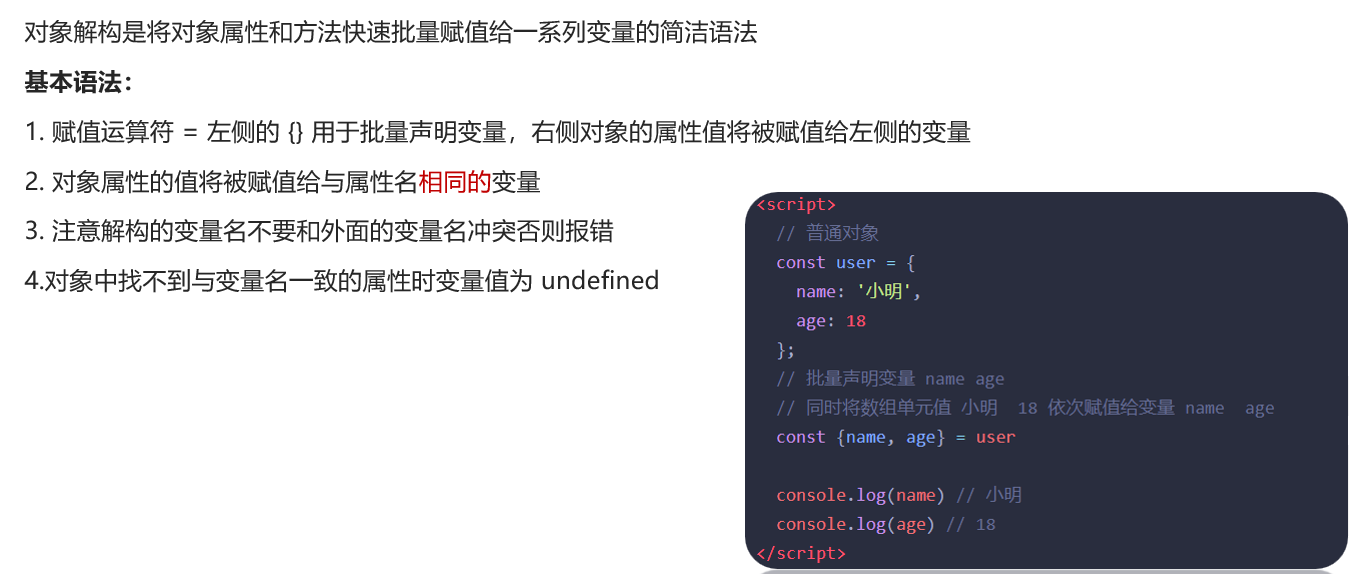 对象解构是将对象属性和方法快速批量赋值给一系列变量的简洁语法
基本语法：
1. 赋值运算符 = 左侧的 {} 用于批量声明变量，右侧对象的属性值将被赋值给左侧的变量
2. 对象属性的值将被赋值给与属性名相同的变量
3. 注意解构的变量名不要和外面的变量名冲突否则报错
4.对象中找不到与变量名一致的属性时变量值为 undefined
<script>
// 普通对象
const user = {
name: '小明',
age: 18
};
// 批量声明变量 name age
// 同时将数组单元值 小明  18 依次赋值给变量 name  age
const {name, age} = user
console.log(name) // 小明
console.log(age) // 18
</script>